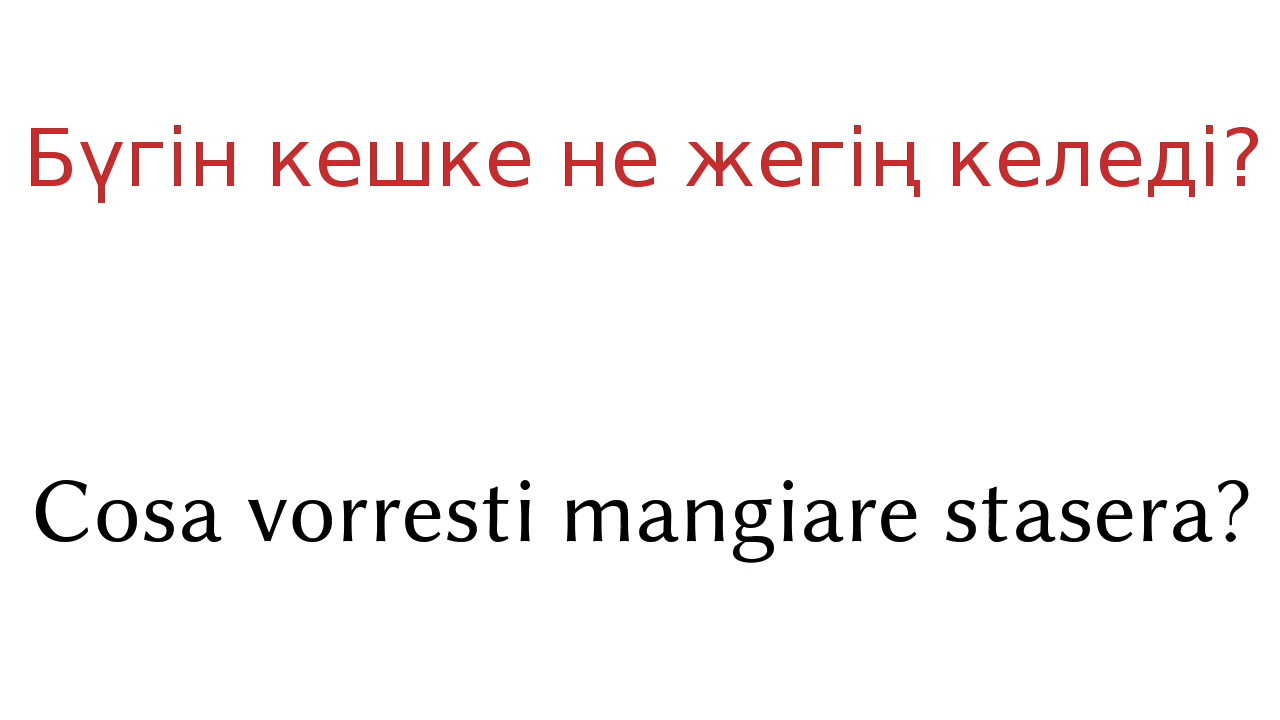 Бүгін кешке не жегің келеді?
Cosa vorresti mangiare stasera?